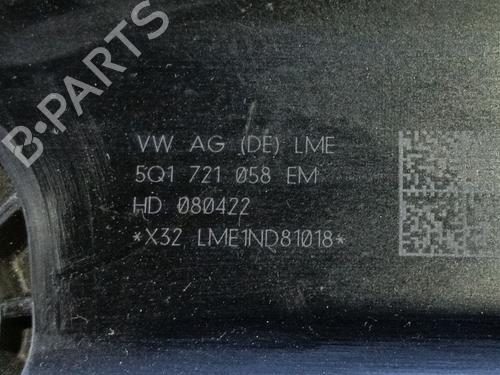 B-PARTS
VW AG (DE) LME
5Q1 721 058 EM
HD 080422
*X32 LME1ND81018*